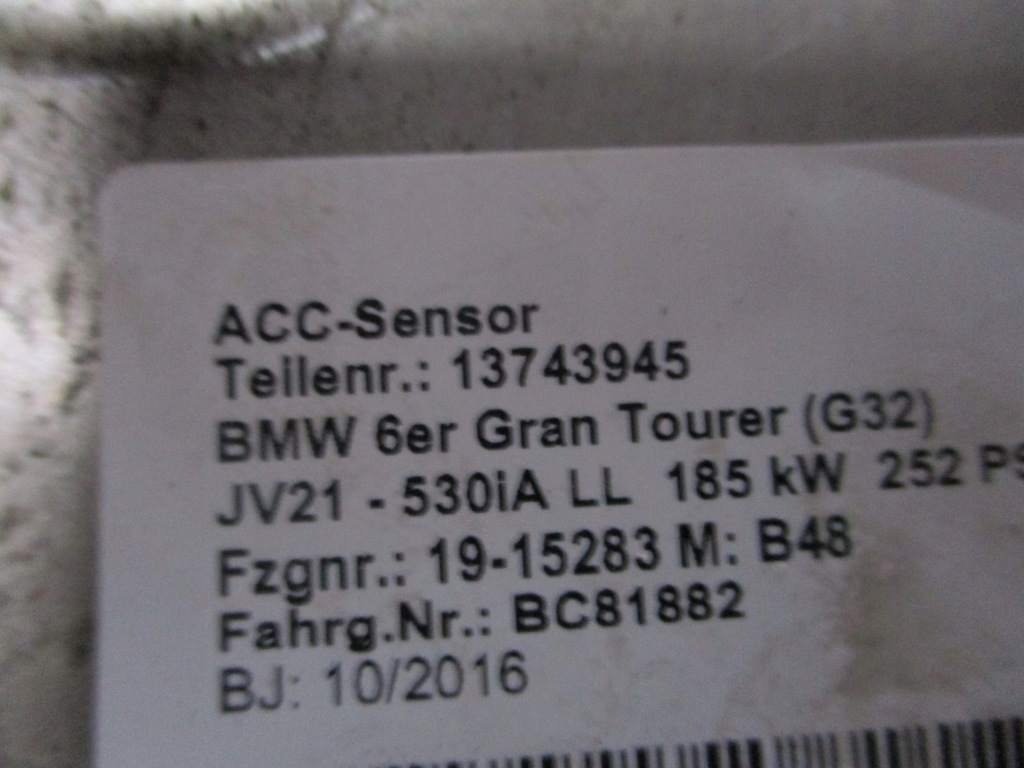 ACC-Sensor
Teilenr.: 13743945
BMW 6er Gran Tourer (G32)
JV21 - 530iA LL 185 kW 252 PS
Fzgnr.: 19-15283 M: B48
Fahrg.Nr.: BC81882
BJ: 10/2016